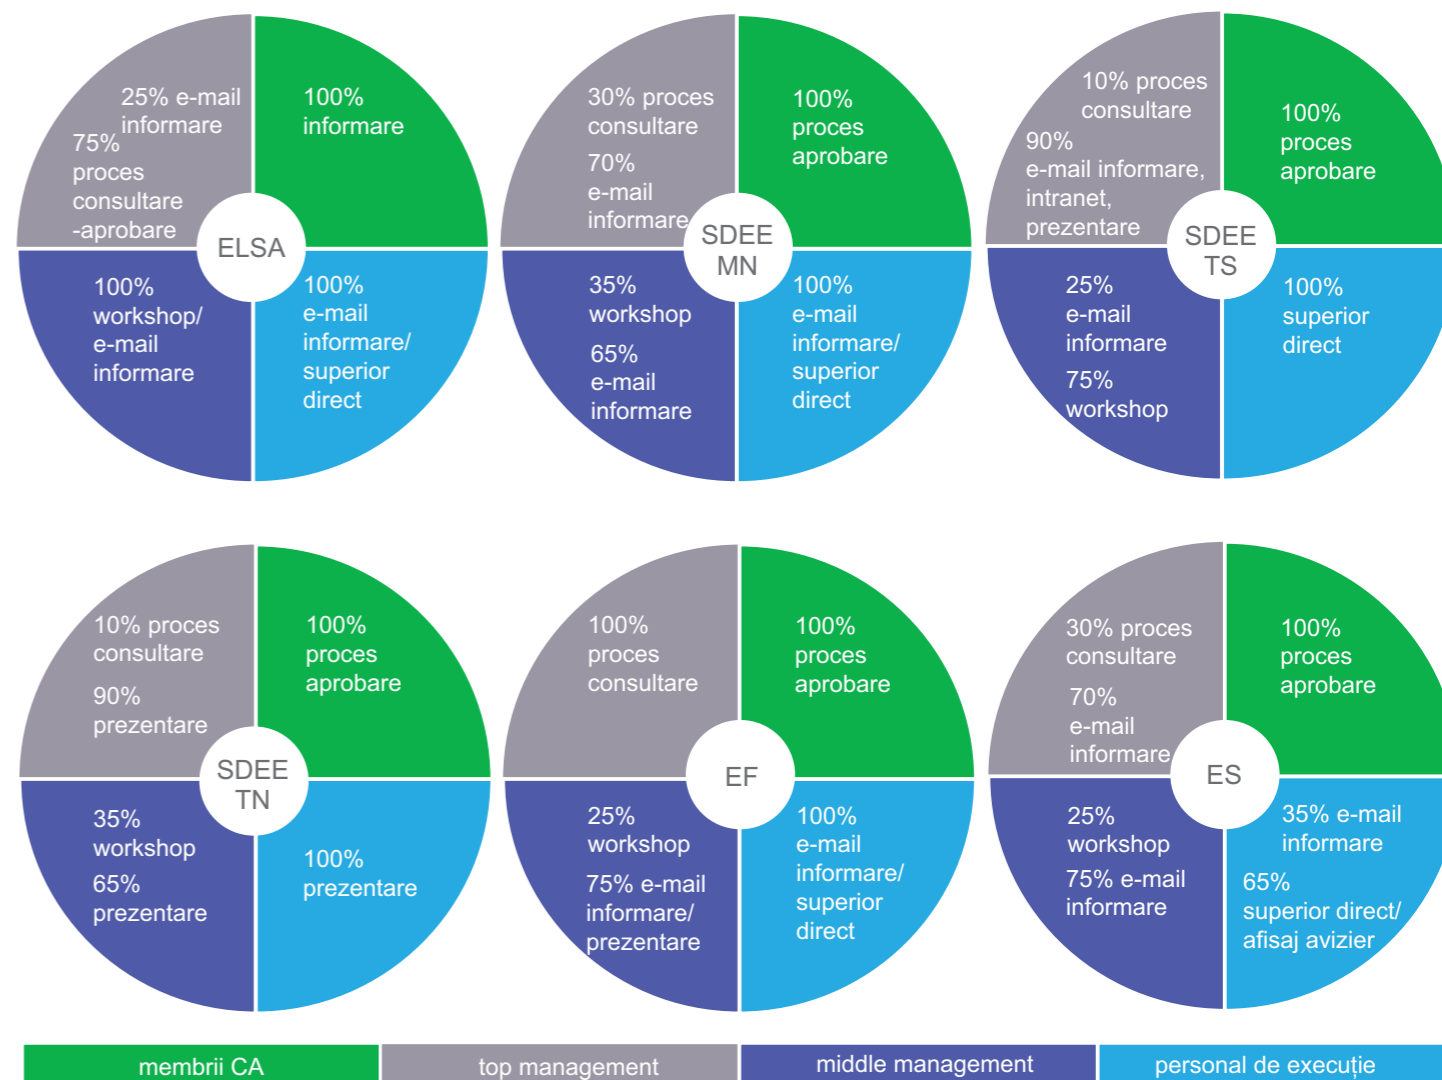 25% e-mail
informare
75%
proces
consultare
-aprobare
100%
informare
ELSA
100%
workshop/
e-mail
informare
100%
e-mail
informare/
superior
direct
30% proces
consultare
70%
e-mail
informare
100%
proces
aprobare
SDEE
MN
35%
workshop
65%
e-mail
informare
100%
e-mail
informare/
superior
direct
10% proces
consultare
90%
e-mail informare,
intranet,
prezentare
100%
proces
aprobare
SDEE
TS
25%
e-mail
informare
75%
workshop
100%
superior
direct
10% proces
consultare
90%
prezentare
100%
proces
aprobare
SDEE
TN
35%
workshop
65%
prezentare
100%
prezentare
100%
proces
consultare
100%
proces
aprobare
EF
25%
workshop
75% e-mail
informare/
prezentare
100%
e-mail
informare/
superior
direct
30% proces
consultare
70%
e-mail
informare
100%
proces
aprobare
ES
25%
workshop
75% e-mail
informare
35% e-mail
informare
65%
superior direct/
afisaj avizier
membrii CA
top management
middle management
personal de execuție